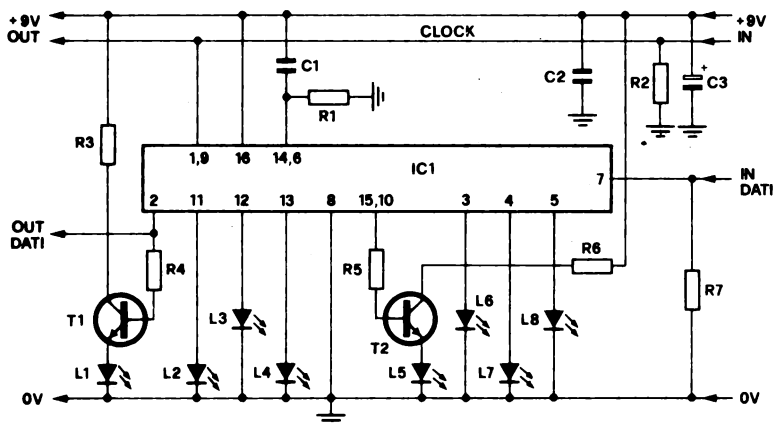 +9V
OUT
CLOCK
+9V
IN
C1
C2
R2
C3
R1
R3
1,9 16 14,6
IC1
7
IN
DATI
2 11 12 13 8 15,10 3 4 5
OUT
DATI
R4
R5
R6
R7
T1
L3
T2
L6
L8
L1
L2
L4
L5
L7
0V
0V